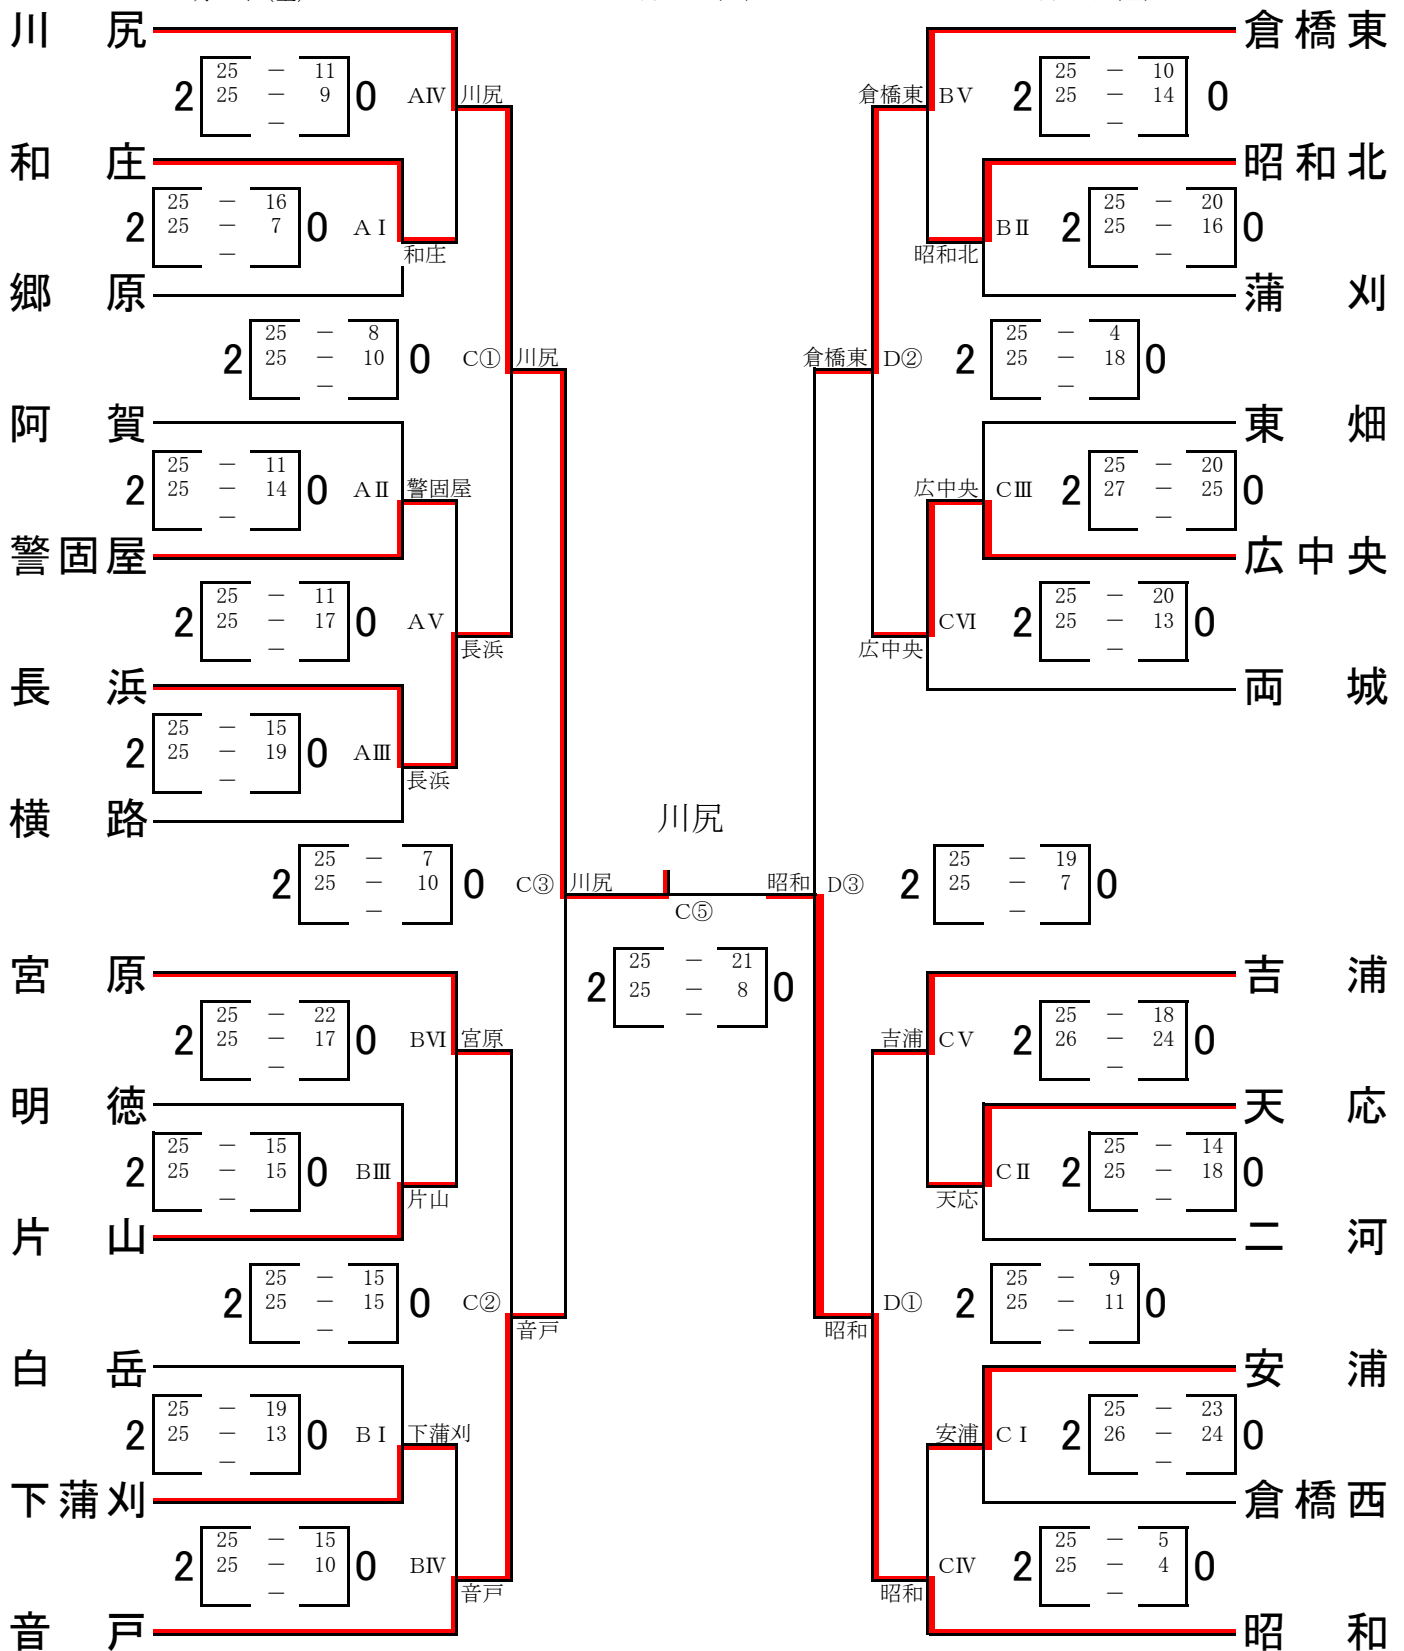 川尻
25 － 11
2 25 － 9 0 AⅣ 川尻
－
和庄
25 － 16
2 25 － 7 0 AⅠ
－
和庄
郷原
25 － 8
2 25 － 10 0 C① 川尻
－
阿賀
25 － 11
2 25 － 14 0 AⅡ 警固屋
－
警固屋
25 － 11
2 25 － 17 0 AⅤ
－
長浜
長浜
25 － 15
2 25 － 19 0 AⅢ
－
長浜
横路
25 － 7
2 25 － 10 0 C③ 川尻
－
宮原
25 － 22
2 25 － 17 0 BⅥ 宮原
－
明徳
25 － 15
2 25 － 15 0 BⅢ
－
片山
片山
25 － 15
2 25 － 15 0 C②
－
音戸
白岳
25 － 19
2 25 － 13 0 BⅠ 下蒲刈
－
下蒲刈
25 － 15
2 25 － 10 0 BⅣ
－
音戸
音戸
川尻
C⑤
25 － 21
2 25 － 8 0
－
倉橋東
25 － 10
倉橋東 BⅤ 2 25 － 14 0
－
昭和北
25 － 20
BⅡ 2 25 － 16 0
－
昭和北
蒲刈
25 － 4
倉橋東 D② 2 25 － 18 0
－
東畑
25 － 20
広中央 CⅢ 2 27 － 25 0
－
広中央
25 － 20
CⅥ 2 25 － 13 0
－
広中央
両城
25 － 19
昭和 D③ 2 25 － 7 0
－
吉浦
25 － 18
吉浦 CⅤ 2 26 － 24 0
－
天応
25 － 14
CⅡ 2 25 － 18 0
－
天応
二河
25 － 9
D① 2 25 － 11 0
－
昭和
安浦
25 － 23
安浦 CⅠ 2 26 － 24 0
－
倉橋西
25 － 5
CⅣ 2 25 － 4 0
－
昭和
昭和